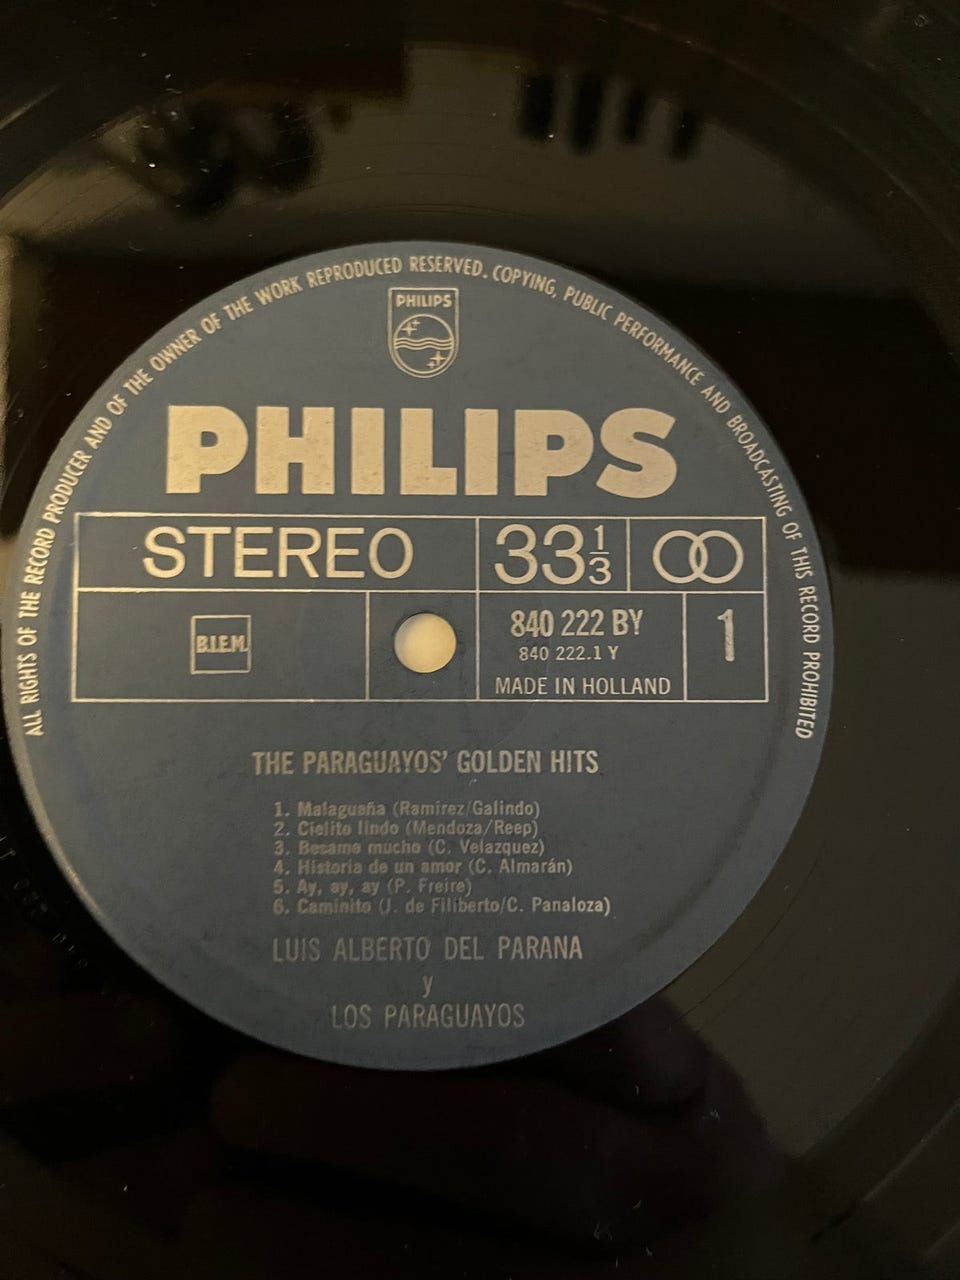 ALL RIGHTS OF THE RECORD PRODUCER AND OF THE OWNER OF THE WORK REPRODUCED RESERVED. COPYING, PUBLIC PERFORMANCE AND BROADCASTING OF THIS RECORD PROHIBITED
PHILIPS
PHILIPS
STEREO
33 1/3
B.I.E.M.
840 222 BY
840 222.1 Y
MADE IN HOLLAND
1
THE PARAGUAYOS' GOLDEN HITS
1. Malagueña (Ramirez/Galindo)
2. Cielito lindo (Mendoza/Reep)
3. Besame mucho (C. Velazquez)
4. Historia de un amor (C. Almarán)
5. Ay, ay, ay (P. Freire)
6. Caminito (J. de Filiberto/C. Panaloza)
LUIS ALBERTO DEL PARANA
y
LOS PARAGUAYOS